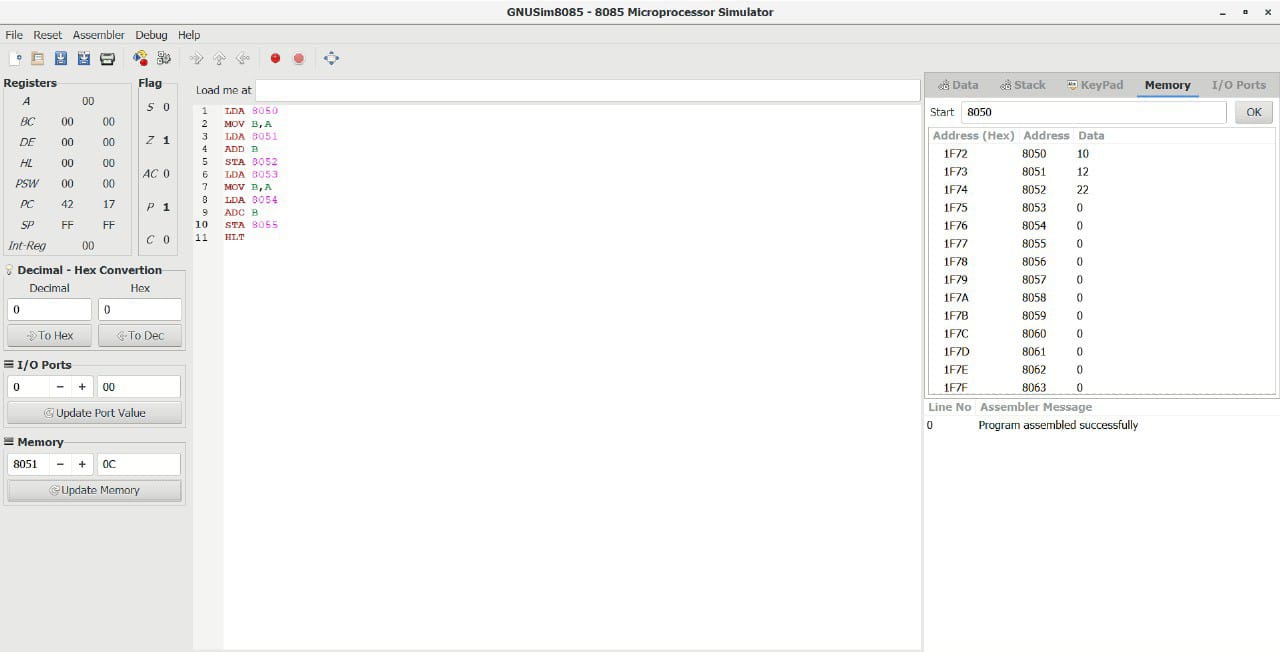 GNUSim8085 - 8085 Microprocessor Simulator
File Reset Assembler Debug Help
Registers
A 00
BC 00 00
DE 00 00
HL 00 00
PSW 00 00
PC 42 17
SP FF FF
Int-Reg 00
Flag
S 0
Z 1
AC 0
P 1
C 0
Decimal - Hex Convertion
Decimal Hex
0 0
To Hex To Dec
I/O Ports
0 − + 00
Update Port Value
Memory
8051 − + 0C
Update Memory
Load me at
1 LDA 8050
2 MOV B,A
3 LDA 8051
4 ADD B
5 STA 8052
6 LDA 8053
7 MOV B,A
8 LDA 8054
9 ADC B
10 STA 8055
11 HLT
Data Stack KeyPad Memory I/O Ports
Start 8050 OK
Address (Hex) Address Data
1F72 8050 10
1F73 8051 12
1F74 8052 22
1F75 8053 0
1F76 8054 0
1F77 8055 0
1F78 8056 0
1F79 8057 0
1F7A 8058 0
1F7B 8059 0
1F7C 8060 0
1F7D 8061 0
1F7E 8062 0
1F7F 8063 0
Line No Assembler Message
0 Program assembled successfully